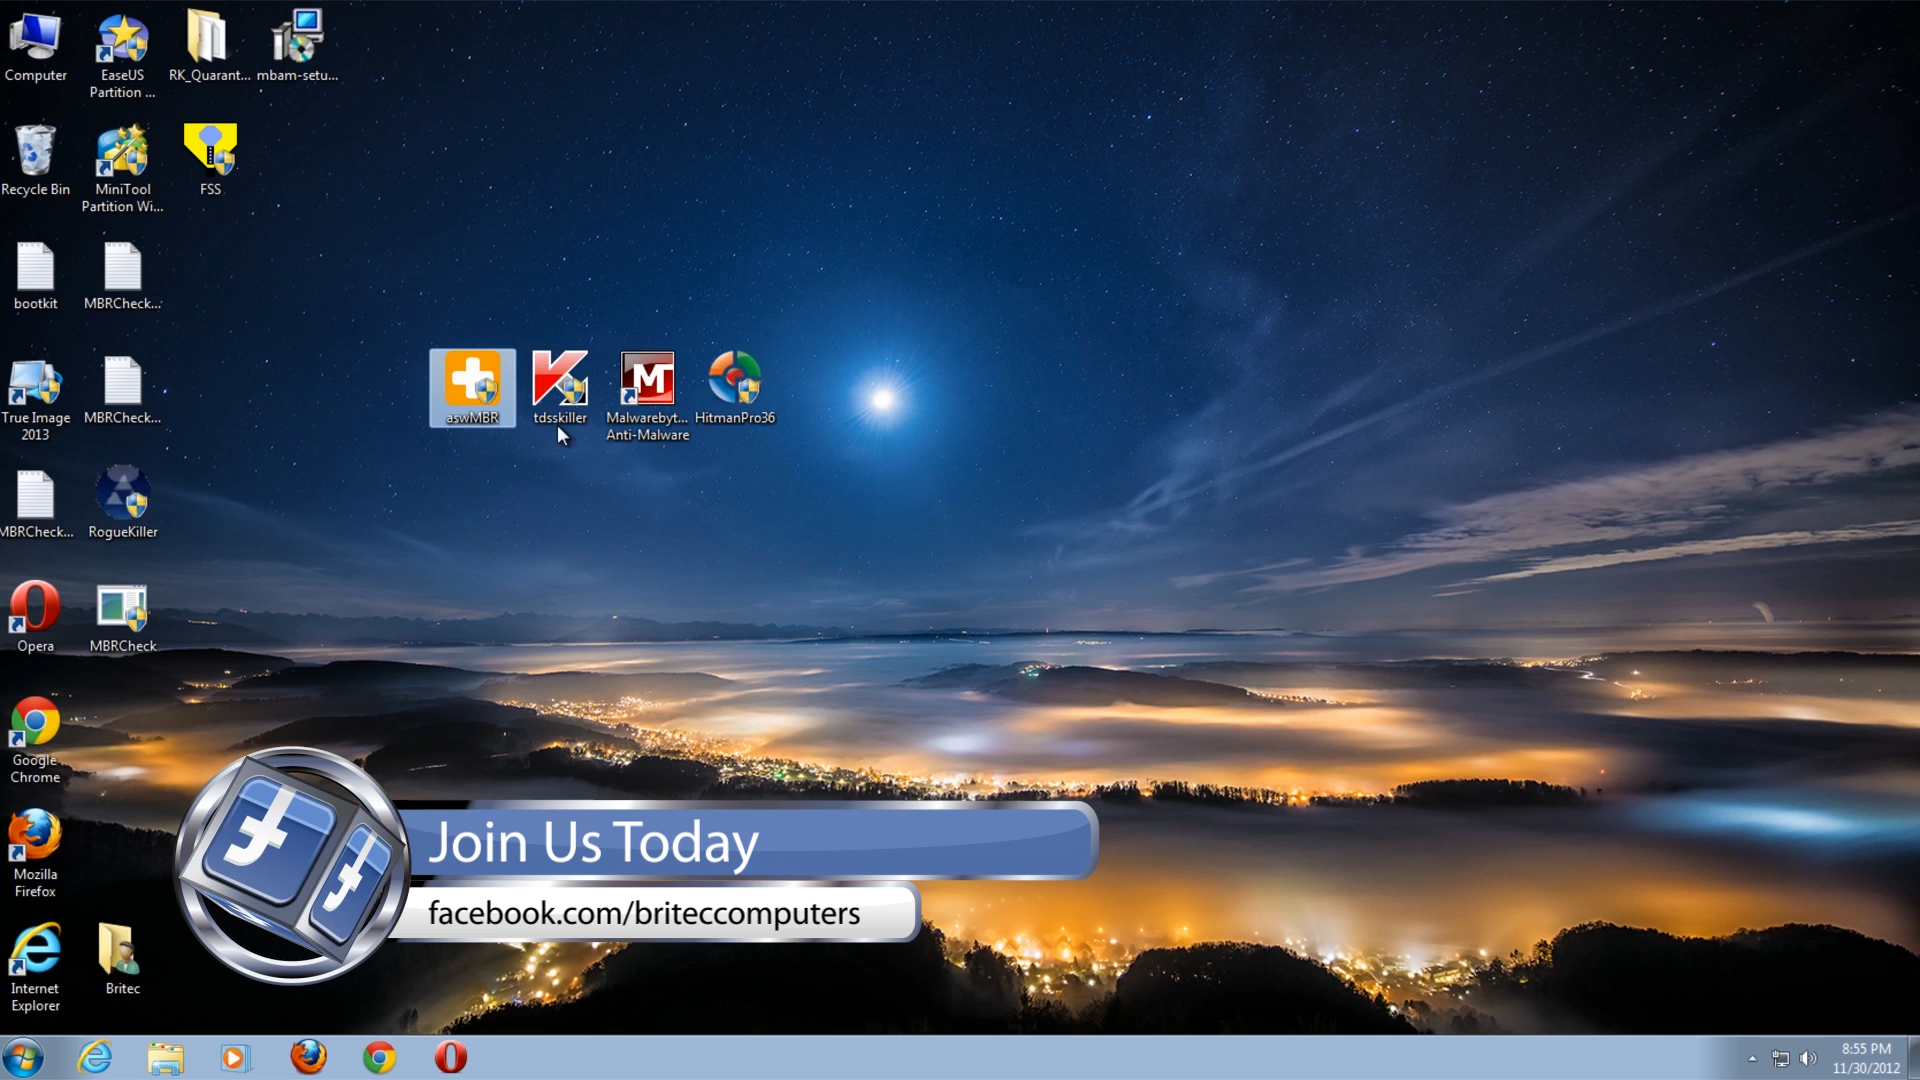 Computer
EaseUS
Partition ...
RK_Quarant...
mbam-setu...
Recycle Bin
MiniTool
Partition Wi...
FSS
bootkit
MBRCheck...
True Image
2013
MBRCheck...
aswMBR
tdsskiller
Malwarebyt...
Anti-Malware
HitmanPro36
MBRCheck...
RogueKiller
Opera
MBRCheck
Google
Chrome
Mozilla
Firefox
Join Us Today
facebook.com/briteccomputers
Internet
Explorer
Britec
8:55 PM
11/30/2012